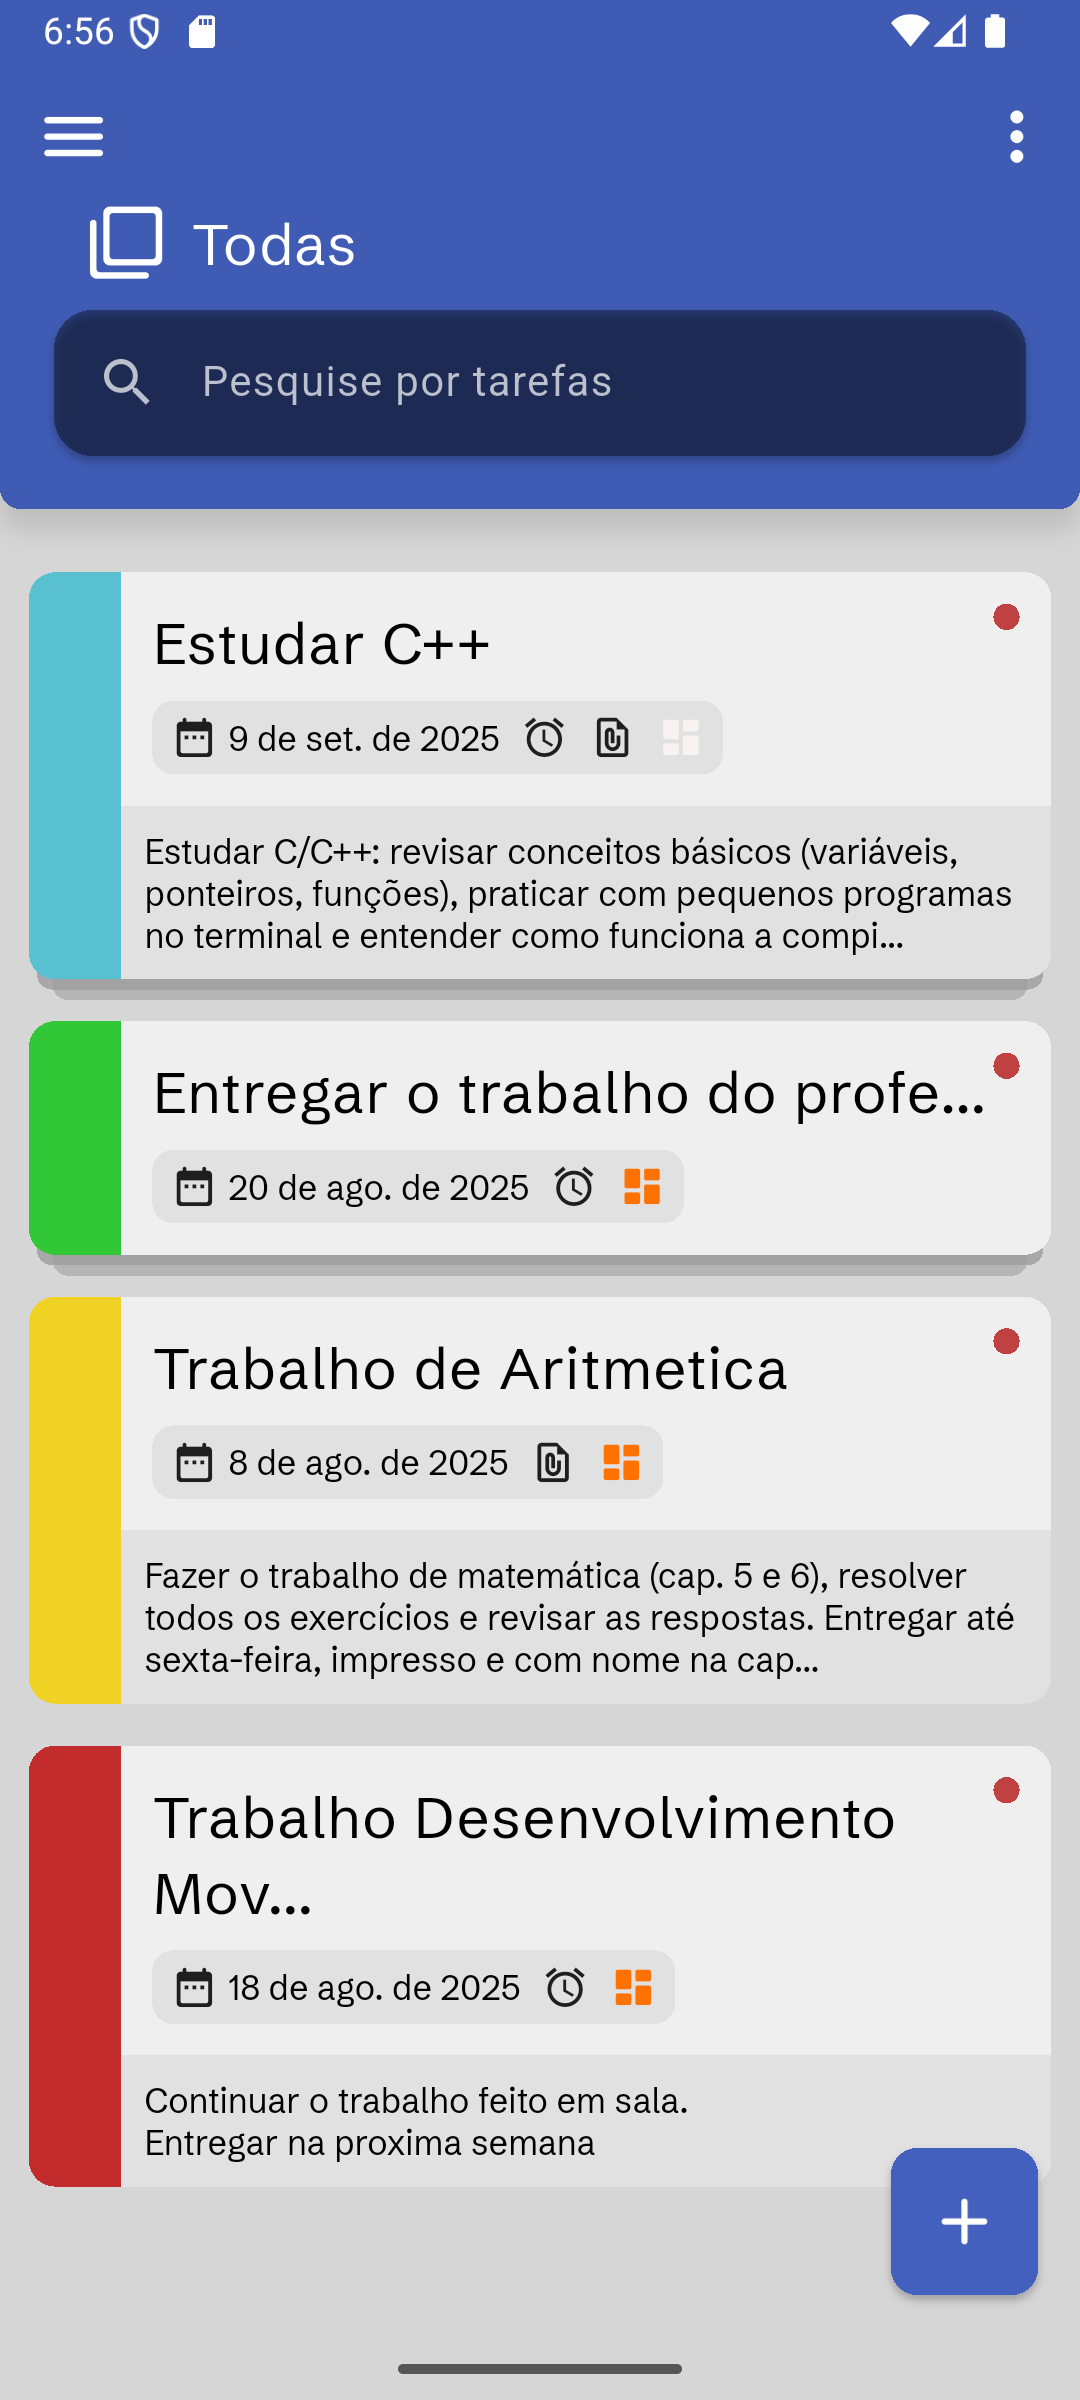 6:56
Todas
Pesquise por tarefas
Estudar C++
9 de set. de 2025
Estudar C/C++: revisar conceitos básicos (variáveis,
ponteiros, funções), praticar com pequenos programas
no terminal e entender como funciona a compi...
Entregar o trabalho do profe...
20 de ago. de 2025
Trabalho de Aritmetica
8 de ago. de 2025
Fazer o trabalho de matemática (cap. 5 e 6), resolver
todos os exercícios e revisar as respostas. Entregar até
sexta-feira, impresso e com nome na cap...
Trabalho Desenvolvimento
Mov...
18 de ago. de 2025
Continuar o trabalho feito em sala.
Entregar na proxima semana